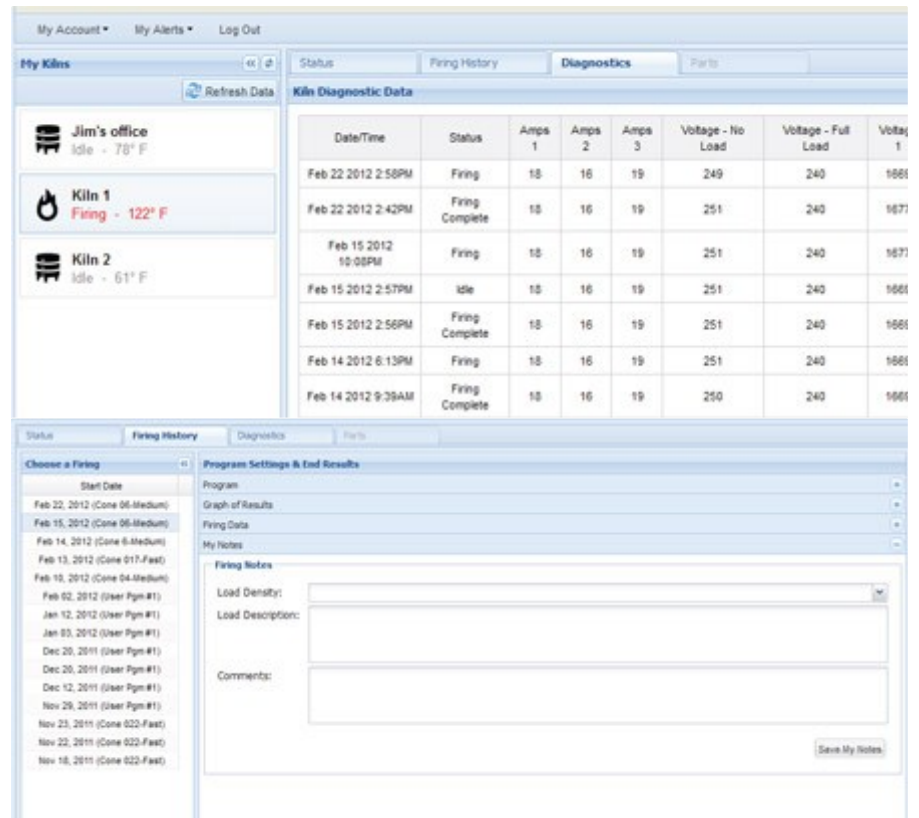 My Account My Alerts Log Out
My Kilns
Refresh Data
Jim's office
Idle - 78° F
Kiln 1
Firing - 122° F
Kiln 2
Idle - 61° F
Status Firing History Diagnostics Parts
Kiln Diagnostic Data
Date/Time Status Amps 1 Amps 2 Amps 3 Voltage - No Load Voltage - Full Load Voltag 1
Feb 22 2012 2:58PM Firing 18 16 19 249 240 1669
Feb 22 2012 2:42PM Firing Complete 18 16 19 251 240 1677
Feb 15 2012 10:08PM Firing 18 16 19 251 240 1677
Feb 15 2012 2:57PM Idle 18 16 19 251 240 1669
Feb 15 2012 2:56PM Firing Complete 18 16 19 251 240 1669
Feb 14 2012 6:13PM Firing 18 16 19 251 240 1669
Feb 14 2012 9:39AM Firing Complete 18 16 19 250 240 1669
Status Firing History Diagnostics Parts
Choose a Firing
Start Date
Feb 22, 2012 (Cone 06-Medium)
Feb 15, 2012 (Cone 06-Medium)
Feb 14, 2012 (Cone 6-Medium)
Feb 13, 2012 (Cone 017-Fast)
Feb 10, 2012 (Cone 04-Medium)
Feb 02, 2012 (User Pgm #1)
Jan 12, 2012 (User Pgm #1)
Jan 03, 2012 (User Pgm #1)
Dec 20, 2011 (User Pgm #1)
Dec 20, 2011 (User Pgm #1)
Dec 12, 2011 (User Pgm #1)
Nov 29, 2011 (User Pgm #1)
Nov 23, 2011 (Cone 022-Fast)
Nov 22, 2011 (Cone 022-Fast)
Nov 18, 2011 (Cone 022-Fast)
Program Settings & End Results
Program
Graph of Results
Firing Data
My Notes
Firing Notes
Load Density:
Load Description:
Comments:
Save My Notes